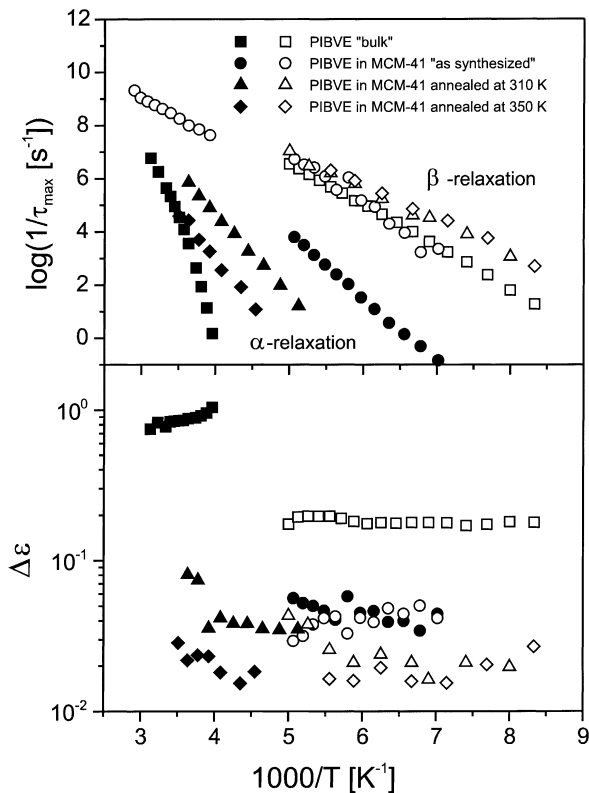 12
10
8
6
4
2
0
log(1/τmax [s-1])
PIBVE "bulk"
PIBVE in MCM-41 "as synthesized"
PIBVE in MCM-41 annealed at 310 K
PIBVE in MCM-41 annealed at 350 K
β -relaxation
α-relaxation
10^0
10^-1
10^-2
Δε
3 4 5 6 7 8 9
1000/T [K-1]